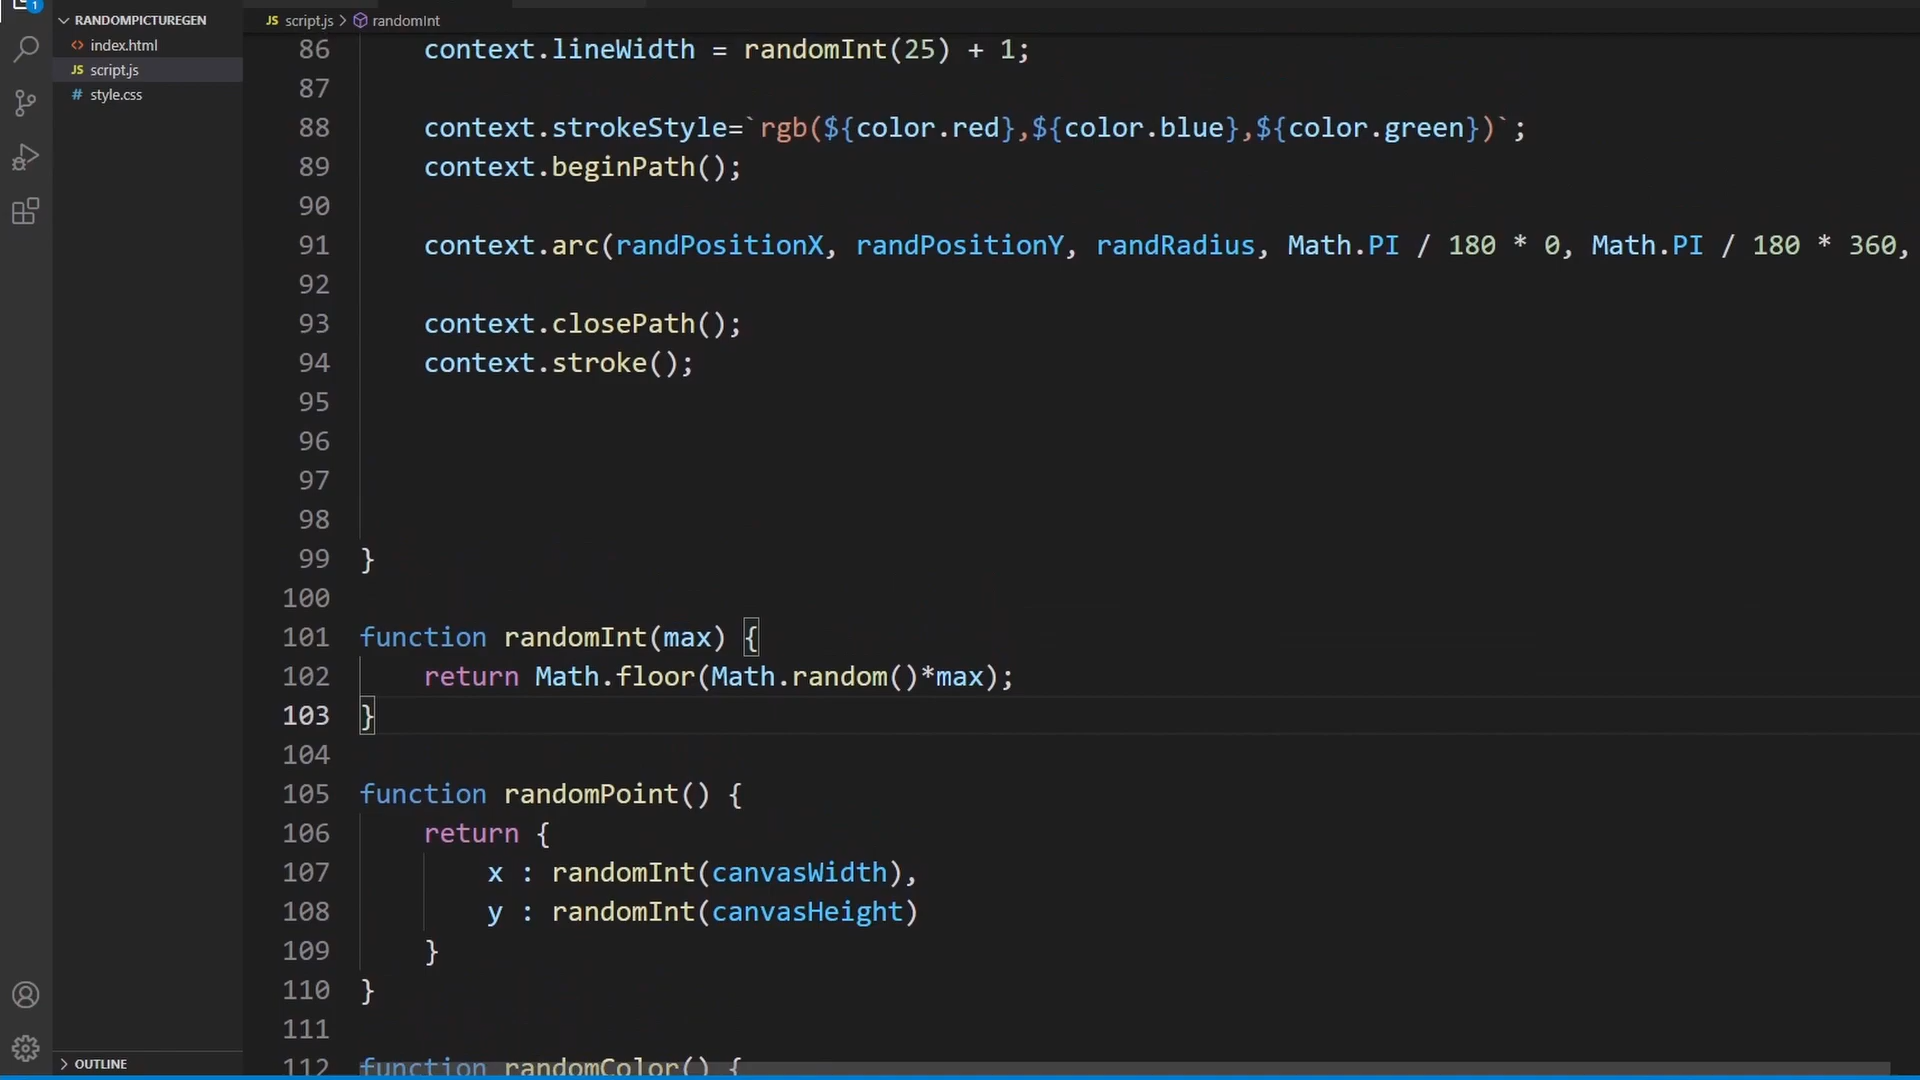 1
RANDOMPICTUREGEN
index.html
JS script.js
# style.css
OUTLINE
JS script.js > randomInt
86 context.lineWidth = randomInt(25) + 1;
87
88 context.strokeStyle=`rgb(${color.red},${color.blue},${color.green})`;
89 context.beginPath();
90
91 context.arc(randPositionX, randPositionY, randRadius, Math.PI / 180 * 0, Math.PI / 180 * 360,
92
93 context.closePath();
94 context.stroke();
95
96
97
98
99 }
100
101 function randomInt(max) {
102 return Math.floor(Math.random()*max);
103 }
104
105 function randomPoint() {
106 return {
107 x : randomInt(canvasWidth),
108 y : randomInt(canvasHeight)
109 }
110 }
111
112 function randomColor() {